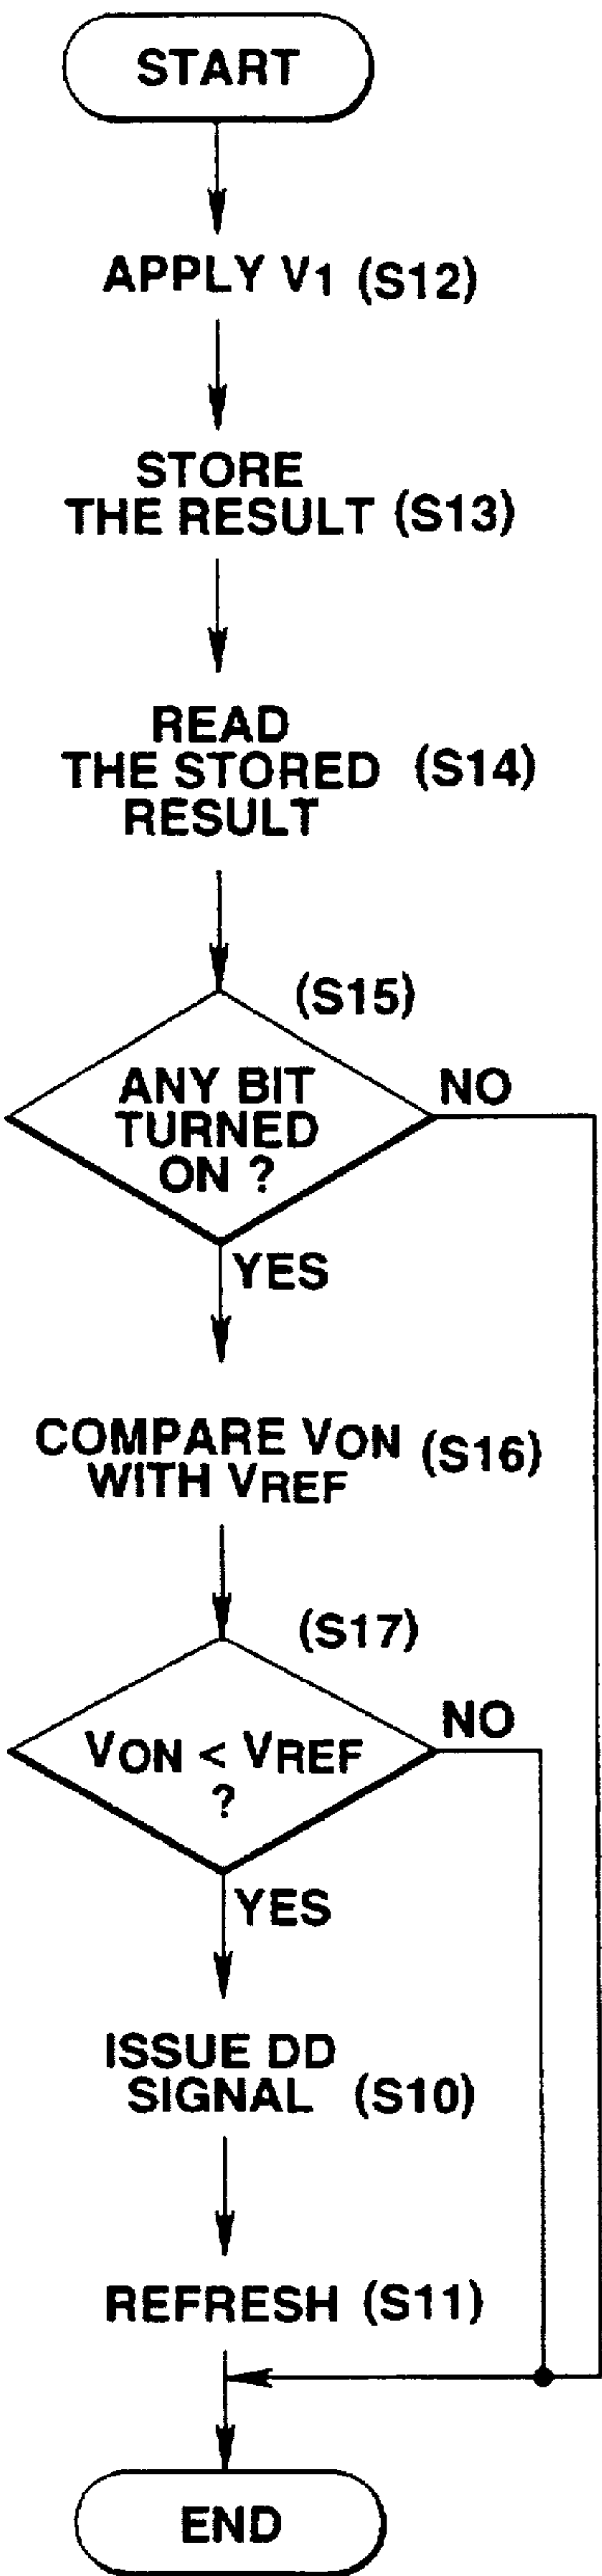 START
APPLY V1 (S12)
STORE
THE RESULT (S13)
READ
THE STORED (S14)
RESULT
(S15)
ANY BIT NO
TURNED
ON ?
YES
COMPARE VON (S16)
WITH VREF
(S17)
NO
VON < VREF
?
YES
ISSUE DD
SIGNAL (S10)
REFRESH (S11)
END